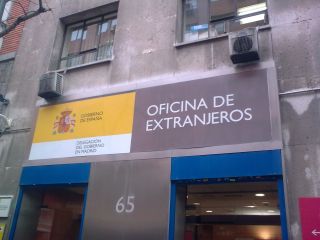 GOBIERNO
DE ESPAÑA
DELEGACIÓN
DEL GOBIERNO
EN MADRID
OFICINA DE
EXTRANJEROS
65